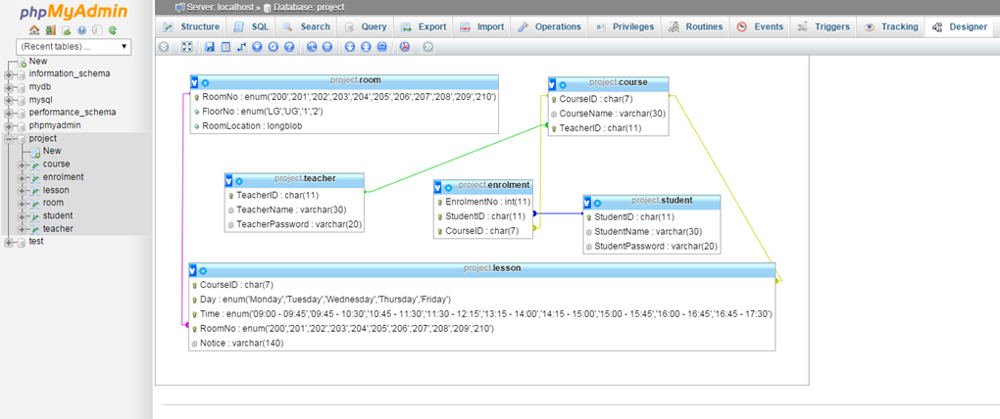 phpMyAdmin
(Recent tables) ...
New
information_schema
mydb
mysql
performance_schema
phpmyadmin
project
New
course
enrolment
lesson
room
student
teacher
test
Server: localhost » Database: project
Structure SQL Search Query Export Import Operations Privileges Routines Events Triggers Tracking Designer
project.room
RoomNo : enum('200','201','202','203','204','205','206','207','208','209','210')
FloorNo : enum('LG','UG','1','2')
RoomLocation : longblob
project.course
CourseID : char(7)
CourseName : varchar(30)
TeacherID : char(11)
project.teacher
TeacherID : char(11)
TeacherName : varchar(30)
TeacherPassword : varchar(20)
project.enrolment
EnrolmentNo : int(11)
StudentID : char(11)
CourseID : char(7)
project.student
StudentID : char(11)
StudentName : varchar(30)
StudentPassword : varchar(20)
project.lesson
CourseID : char(7)
Day : enum('Monday','Tuesday','Wednesday','Thursday','Friday')
Time : enum('09:00 - 09:45','09:45 - 10:30','10:45 - 11:30','11:30 - 12:15','13:15 - 14:00','14:15 - 15:00','15:00 - 15:45','16:00 - 16:45','16:45 - 17:30')
RoomNo : enum('200','201','202','203','204','205','206','207','208','209','210')
Notice : varchar(140)